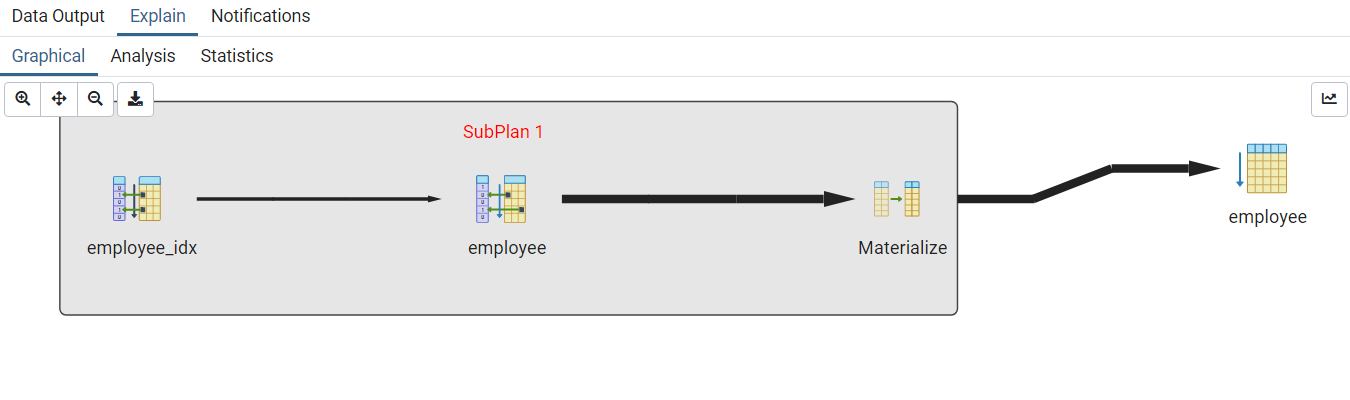 Data Output Explain Notifications
Graphical Analysis Statistics
SubPlan 1
employee_idx employee Materialize employee